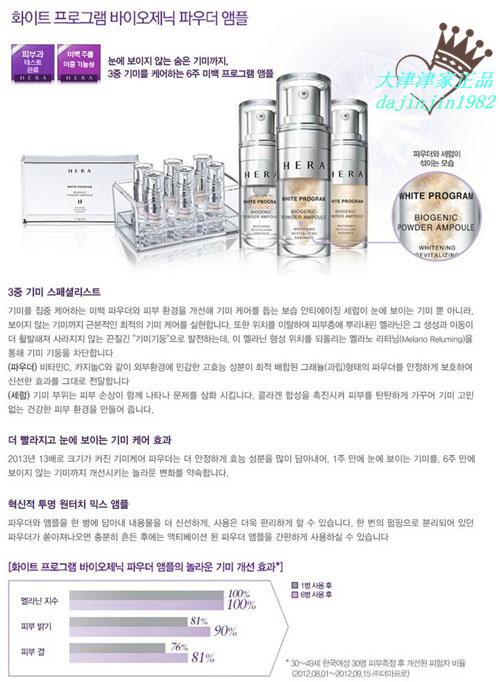 화이트 프로그램 바이오제닉 파우더 앰플
피부과
테스트
완료
HERA
미백 주름
이중 기능성
HERA
눈에 보이지 않는 숨은 기미까지,
3중 기미를 케어하는 6주 미백 프로그램 앰플
大津津家正品
dajinjin1982
파우더와 세럼이
섞이는 모습
HERA
WHITE PROGRAM
BIOGENIC
POWDER AMPOULE
HERA
WHITE PROGRAM
BIOGENIC
POWDER AMPOULE
WHITENING
REVITALIZING
RADIANCE
WHITE PROGRAM
BIOGENIC
POWDER AMPOULE
WHITENING
REVITALIZING
3중 기미 스페셜리스트
기미를 집중 케어하는 미백 파우더와 피부 환경을 개선해 기미 케어를 돕는 보습 안티에이징 세럼이 눈에 보이는 기미 뿐 아니라,
보이지 않는 기미까지 근본적인 최적의 기미 케어를 실현합니다. 또한 위치를 이탈하여 피부층에 뿌리내린 멜라닌은 그 생성과 이동이
더 활발해져 사라지지 않는 끈질긴 "기미기둥"으로 발전하는데, 이 멜라닌 형성 위치를 되돌리는 멜라노 리터닝(Melano Reluming)을
통해 기미 기둥을 차단합니다
(파우더) 비타민C, 카지놀C와 같이 외부환경에 민감한 고효능 성분이 최적 배합된 그래뉼(과립)형태의 파우더를 안정하게 보호하여
신선한 효과를 그대로 전달합니다
(세럼) 기미 부위는 피부 손상이 함께 나타나 문제를 심화 시킵니다. 콜라겐 합성을 촉진시켜 피부를 탄탄하게 가꾸어 기미 고민
없는 건강한 피부 환경을 만들어 줍니다.
더 빨라지고 눈에 보이는 기미 케어 효과
2013년 13배로 크기가 커진 기미케어 파우더는 더 안정하게 효능 성분을 많이 담아내어, 1주 만에 눈에 보이는 기미를, 6주 만에
보이지 않는 기미까지 개선시키는 놀라운 변화를 약속합니다.
혁신적 투명 원터치 믹스 앰플
파우더와 앰플을 한 병에 담아내 내용물을 더 신선하게, 사용은 더욱 편리하게 할 수 있습니다. 한 번의 펌핑으로 분리되어 있던
파우더가 쏟아져나오면 충분히 흔든 후에는 액티베이션 된 파우더 앰플을 간편하게 사용하실 수 있습니다
[화이트 프로그램 바이오제닉 파우더 앰플의 놀라운 기미 개선 효과*]
1병 사용 후
6병 사용 후
멜라닌 지수
100%
100%
피부 밝기
81%
90%
피부 결
76%
81%
* 30~49세 한국여성 30명 피부측정 후 개선된 피험자 비율
(2012.08.01~2012.09.15 ㈜더마프로)